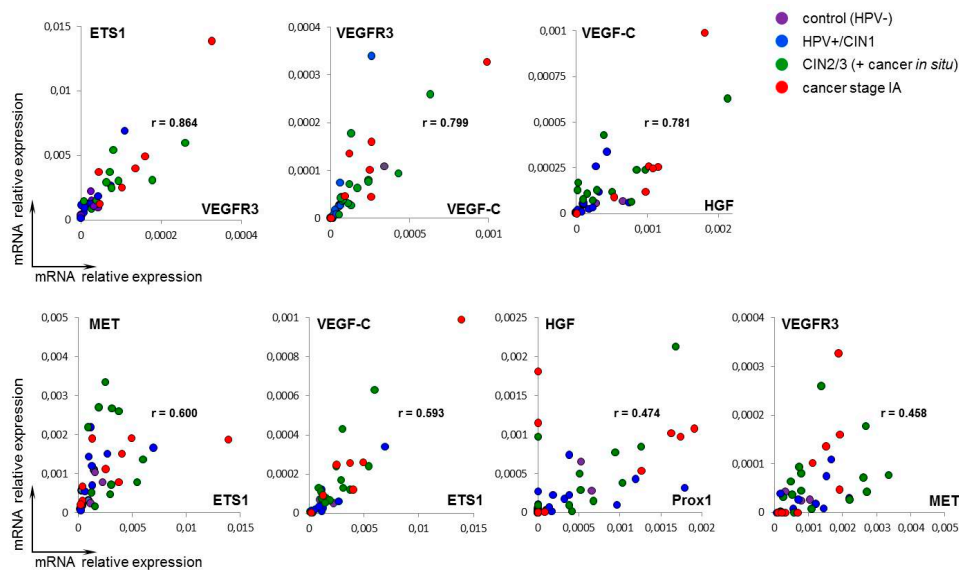 ETS1
0,015
0,01
0,005
0
r = 0.864
VEGFR3
0
0,0002
0,0004
VEGFR3
0,0004
0,0003
0,0002
0,0001
0
r = 0.799
VEGF-C
0
0,0005
0,001
VEGF-C
0,001
0,00075
0,0005
0,00025
0
r = 0.781
HGF
0
0,001
0,002
control (HPV-)
HPV+/CIN1
CIN2/3 (+ cancer in situ)
cancer stage IA
mRNA relative expression
mRNA relative expression
MET
0,005
0,004
0,003
0,002
0,001
0
r = 0.600
ETS1
0
0,005
0,01
0,015
VEGF-C
0,001
0,0008
0,0006
0,0004
0,0002
0
r = 0.593
ETS1
0
0,005
0,01
0,015
HGF
0,0025
0,002
0,0015
0,001
0,0005
0
r = 0.474
Prox1
0
0,0005
0,001
0,0015
0,002
VEGFR3
0,0004
0,0003
0,0002
0,0001
0
r = 0.458
MET
0
0,001
0,002
0,003
0,004
0,005
mRNA relative expression
mRNA relative expression